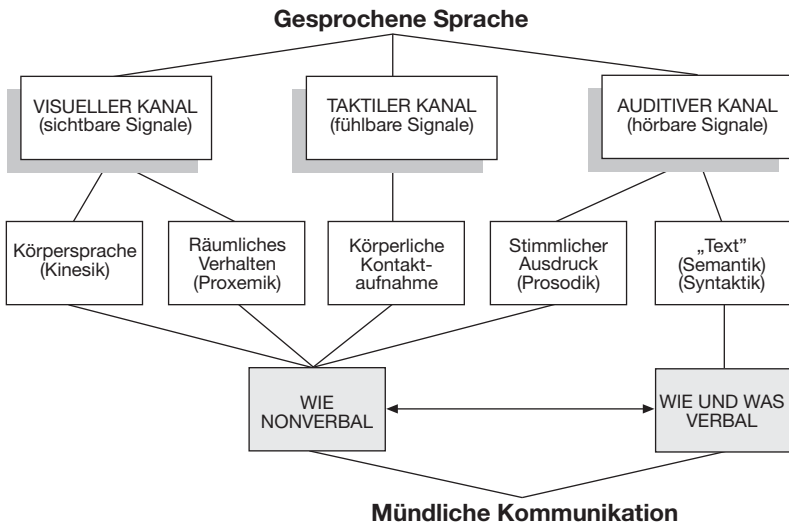 Gesprochene Sprache
VISUELLER KANAL
(sichtbare Signale)
TAKTILER KANAL
(fühlbare Signale)
AUDITIVER KANAL
(hörbare Signale)
Körpersprache
(Kinesik)
Räumliches
Verhalten
(Proxemik)
Körperliche
Kontakt-
aufnahme
Stimmlicher
Ausdruck
(Prosodik)
„Text”
(Semantik)
(Syntaktik)
WIE
NONVERBAL
WIE UND WAS
VERBAL
Mündliche Kommunikation